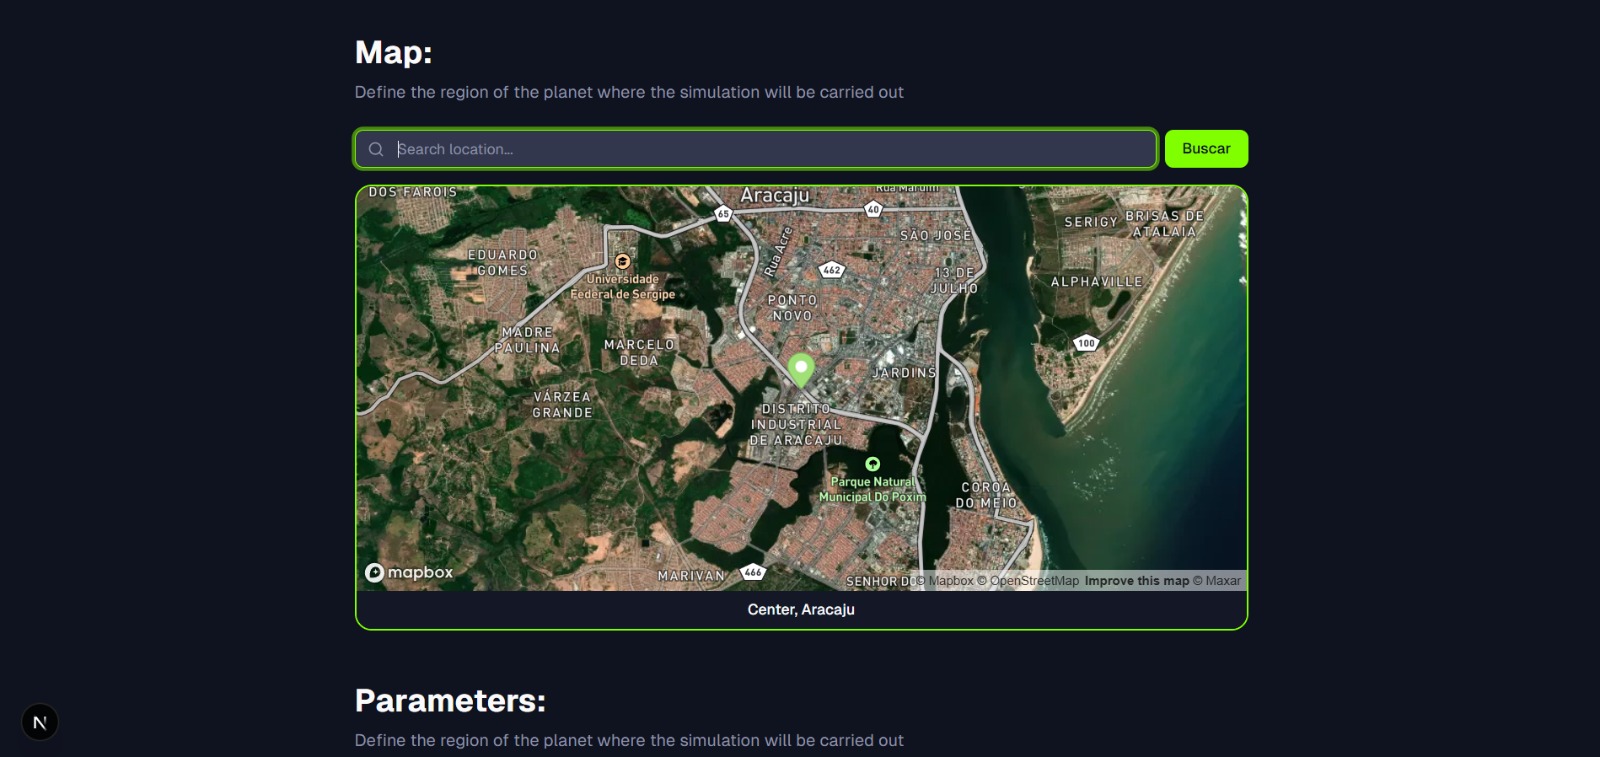 Map:
Define the region of the planet where the simulation will be carried out
Search location...
Buscar
DOS FAROIS
Aracaju
Rua Maruim
65
40
SERIGY
BRISAS DE
ATALAIA
SÃO JOSÉ
EDUARDO
GOMES
Rua Acre
462
13 DE
JULHO
ALPHAVILLE
Universidade
Federal de Sergipe
PONTO
NOVO
MADRE
PAULINA
MARCELO
DEDA
100
JARDINS
VÁRZEA
GRANDE
DISTRITO
INDUSTRIAL
DE ARACAJU
Parque Natural
Municipal Do Poxim
COROA
DO MEIO
mapbox
MARIVAN
466
SENHOR DO
© Mapbox © OpenStreetMap Improve this map © Maxar
Center, Aracaju
Parameters:
Define the region of the planet where the simulation will be carried out
N